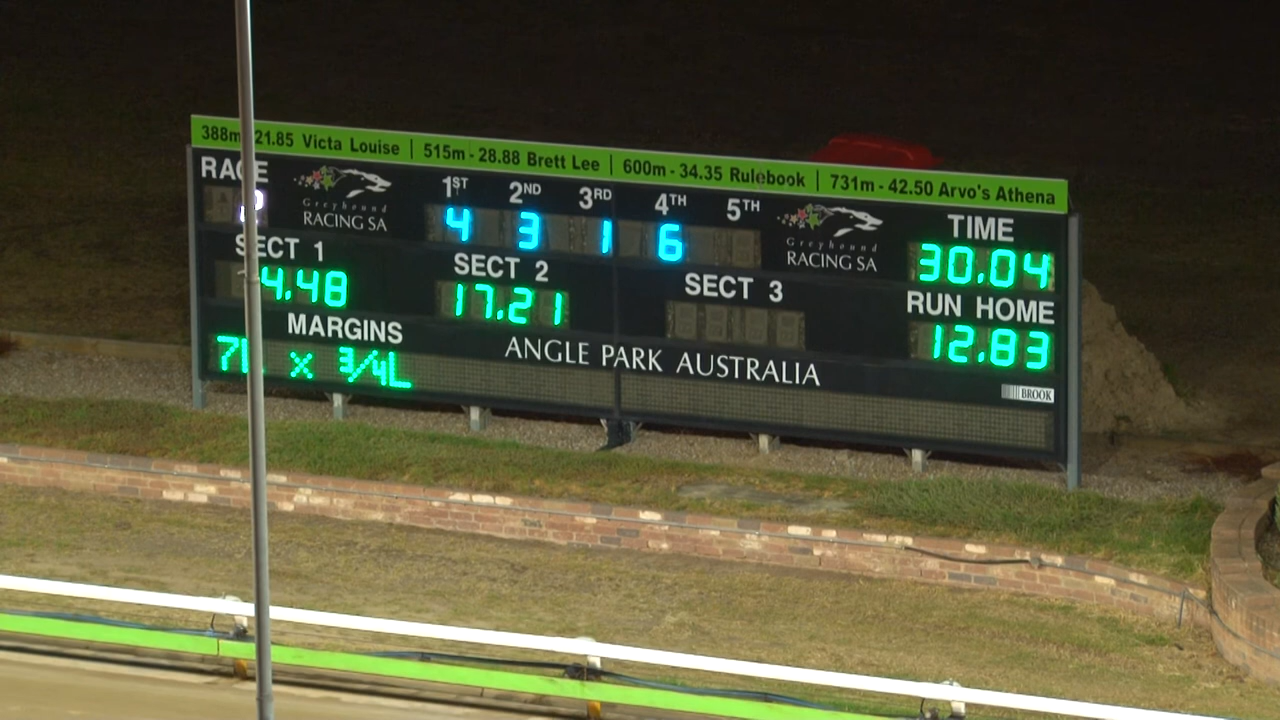 388m 21.85 Victa Louise | 515m - 28.88 Brett Lee | 600m - 34.35 Rulebook | 731m - 42.50 Arvo's Athena
RACE
Greyhound
RACING SA
1ST 2ND 3RD 4TH 5TH
4 3 1 6
Greyhound
RACING SA
TIME
30.04
SECT 1
4.48
SECT 2
17.21
SECT 3
RUN HOME
12.83
MARGINS
7L x 3/4L
ANGLE PARK AUSTRALIA
BROOK